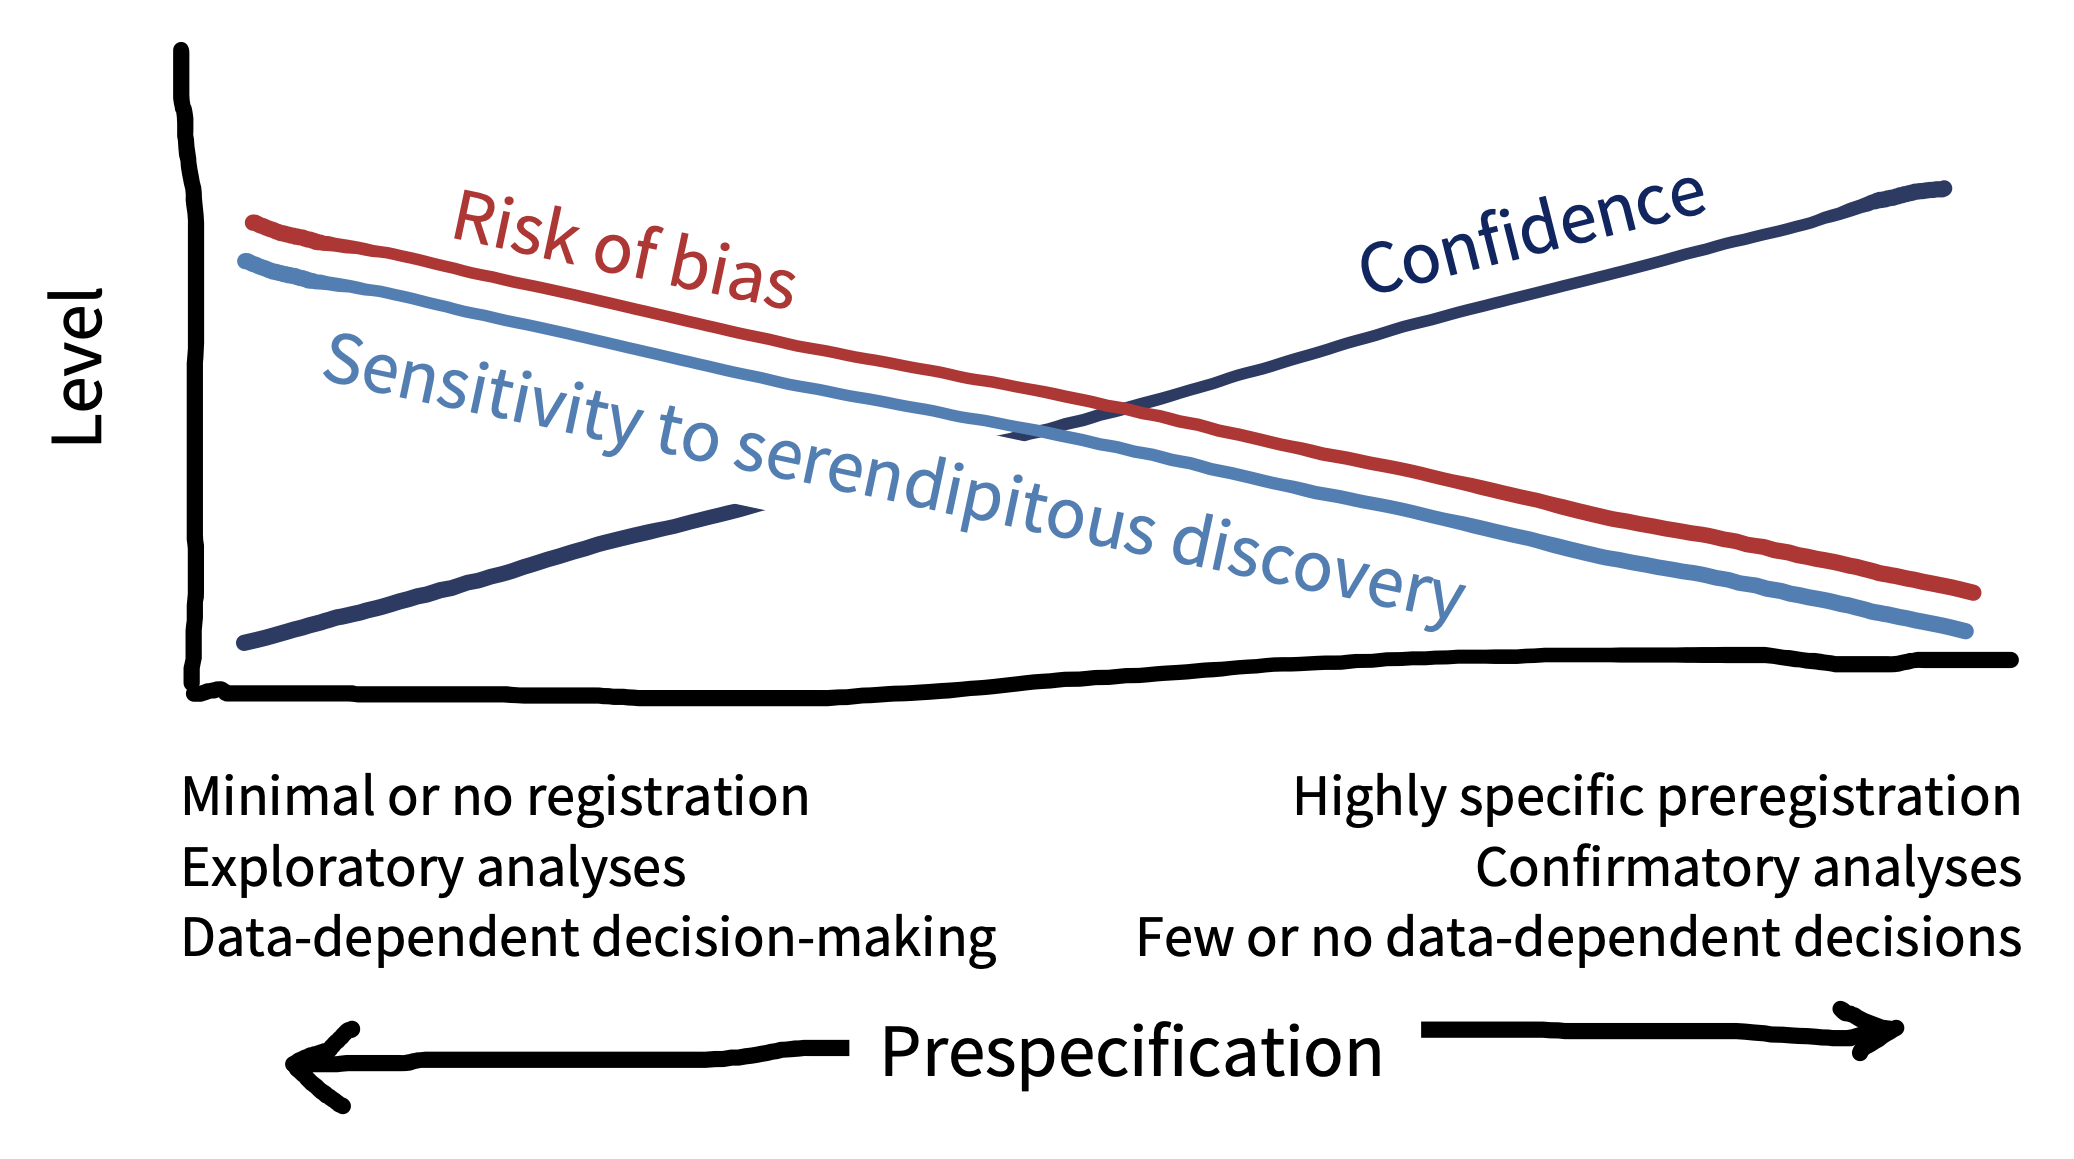 Level
Risk of bias
Confidence
Sensitivity to serendipitous discovery
Minimal or no registration
Exploratory analyses
Data-dependent decision-making
Highly specific preregistration
Confirmatory analyses
Few or no data-dependent decisions
Prespecification